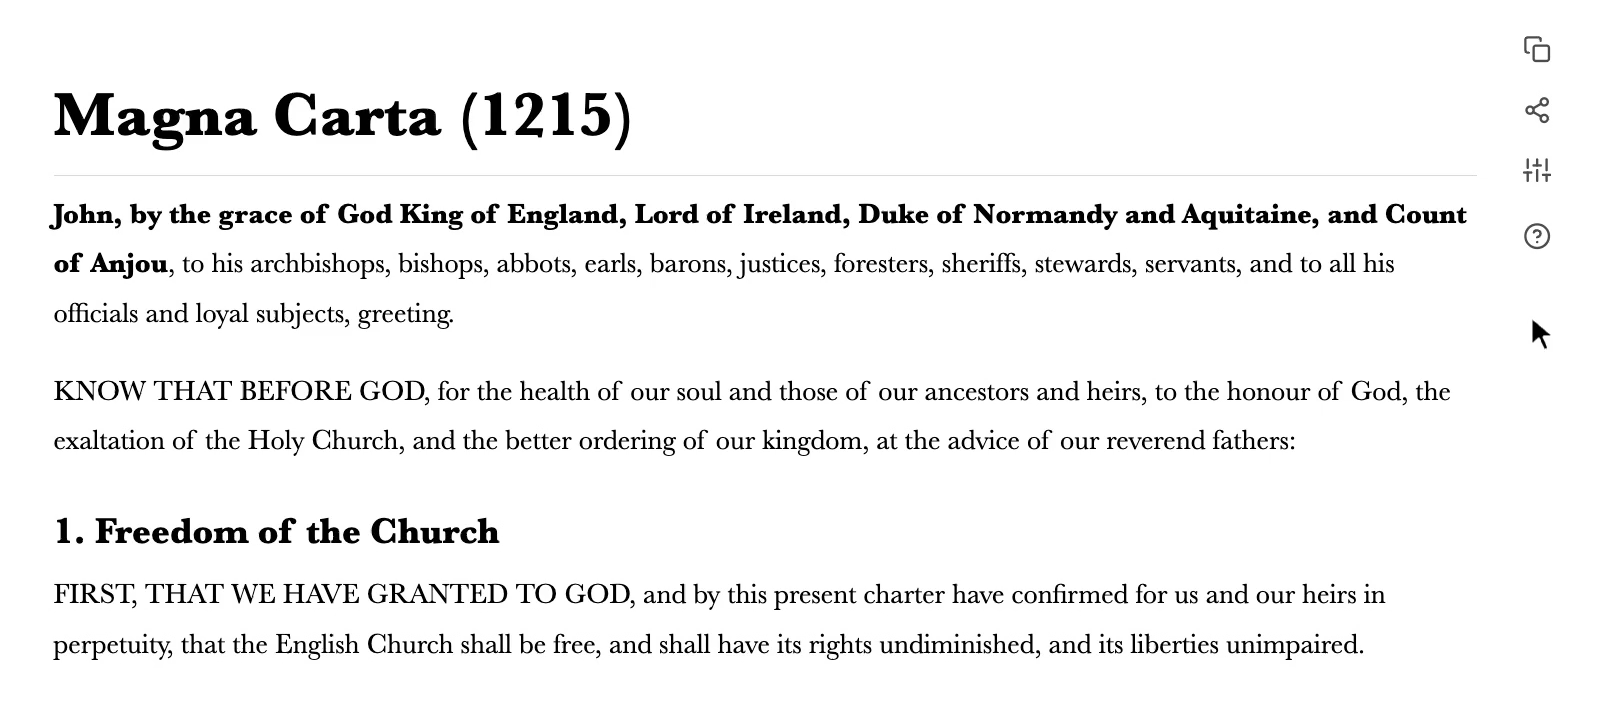 Magna Carta (1215)
John, by the grace of God King of England, Lord of Ireland, Duke of Normandy and Aquitaine, and Count
of Anjou, to his archbishops, bishops, abbots, earls, barons, justices, foresters, sheriffs, stewards, servants, and to all his
officials and loyal subjects, greeting.
KNOW THAT BEFORE GOD, for the health of our soul and those of our ancestors and heirs, to the honour of God, the
exaltation of the Holy Church, and the better ordering of our kingdom, at the advice of our reverend fathers:
1. Freedom of the Church
FIRST, THAT WE HAVE GRANTED TO GOD, and by this present charter have confirmed for us and our heirs in
perpetuity, that the English Church shall be free, and shall have its rights undiminished, and its liberties unimpaired.